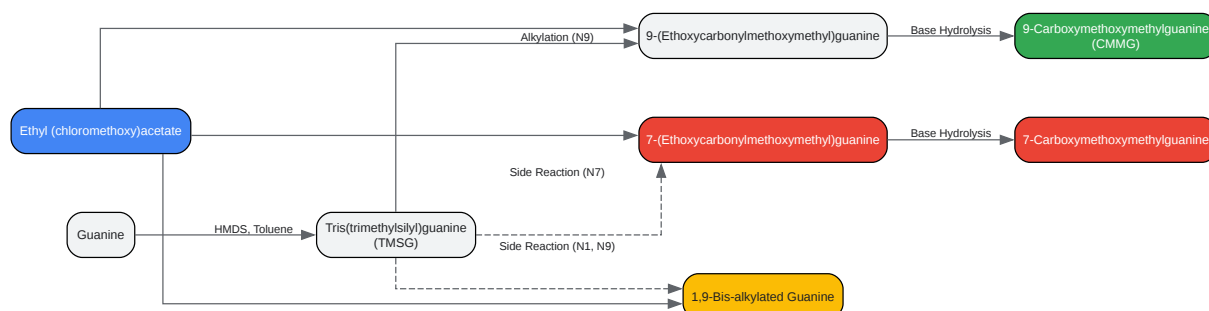 Alkylation (N9)
9-(Ethoxycarbonylmethoxymethyl)guanine
Base Hydrolysis
9-Carboxymethoxymethylguanine
(CMMG)
Ethyl (chloromethoxy)acetate
7-(Ethoxycarbonylmethoxymethyl)guanine
Base Hydrolysis
7-Carboxymethoxymethylguanine
Side Reaction (N7)
Guanine
HMDS, Toluene
Tris(trimethylsilyl)guanine
(TMSG)
Side Reaction (N1, N9)
1,9-Bis-alkylated Guanine